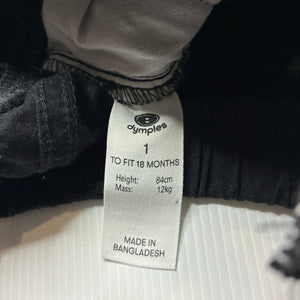 dymples
1
TO FIT 18 MONTHS
Height: 84cm
Mass: 12kg
MADE IN
BANGLADESH